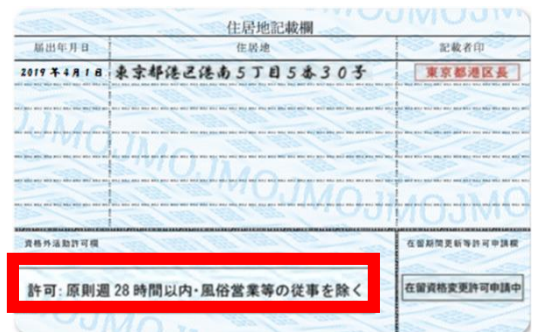 住居地記載欄
届出年月日 住居地 記載者印
2019年4月1日 東京都港区港南5丁目5番30号 東京都港区長
資格外活動許可欄 在留期間更新等許可申請欄
許可:原則週28時間以内・風俗営業等の従事を除く 在留資格変更許可申請中